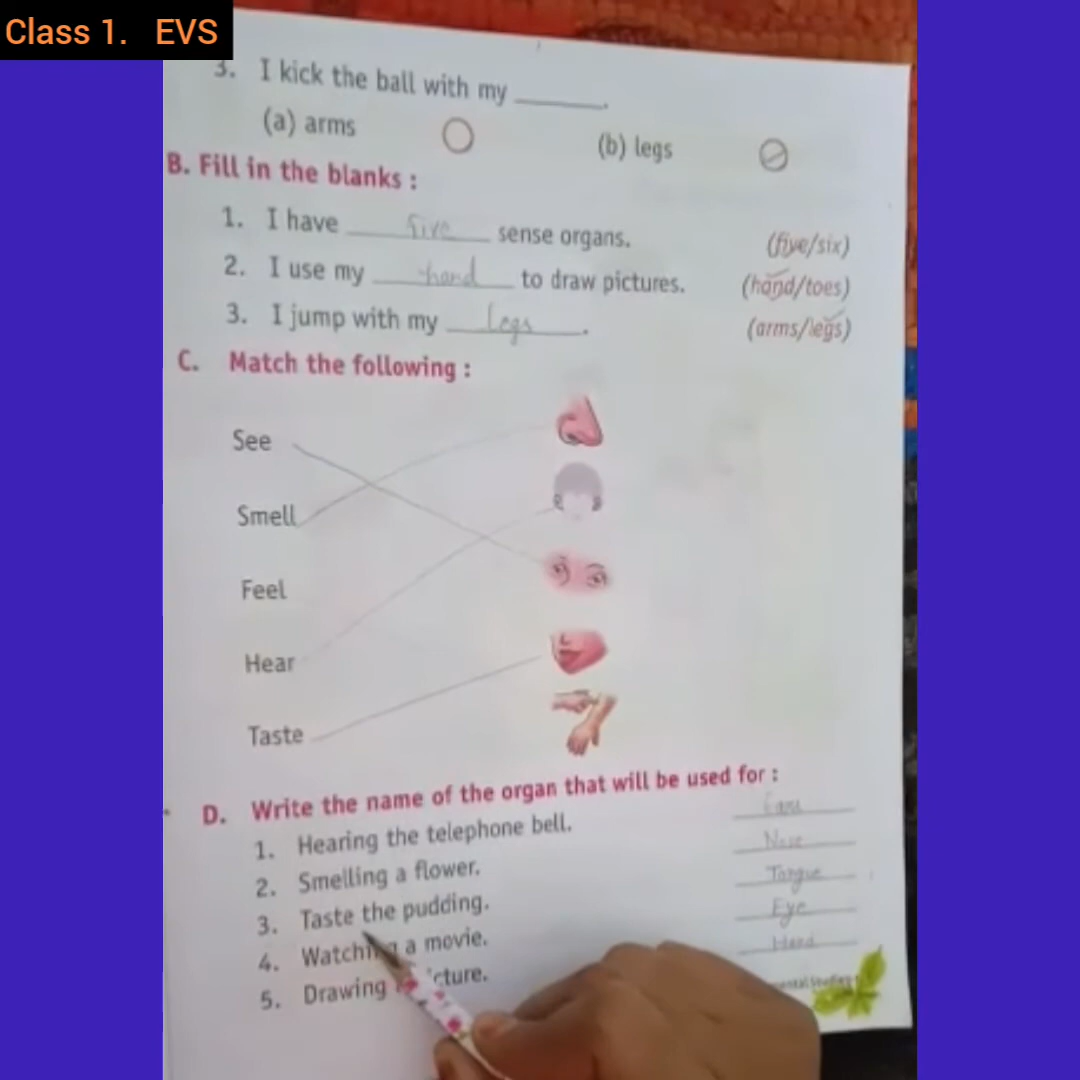 Class 1. EVS
3. I kick the ball with my ______.
(a) arms (b) legs
B. Fill in the blanks :
1. I have five sense organs. (five/six)
2. I use my hand to draw pictures. (hand/toes)
3. I jump with my legs. (arms/legs)
C. Match the following :
See
Smell
Feel
Hear
Taste
D. Write the name of the organ that will be used for :
1. Hearing the telephone bell. Ears
2. Smelling a flower. Nose
3. Taste the pudding. Tongue
4. Watching a movie. Eye
5. Drawing Hand